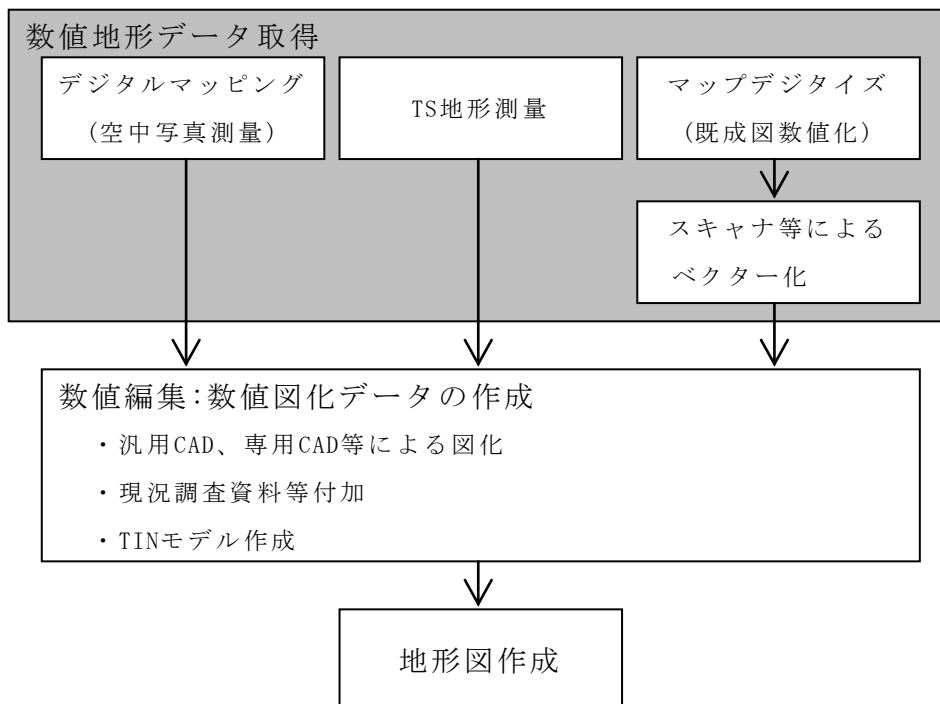 数値地形データ取得
デジタルマッピング
(空中写真測量)
TS地形測量
マップデジタイズ
(既成図数値化)
スキャナ等による
ベクター化
数値編集:数値図化データの作成
・汎用CAD、専用CAD等による図化
・現況調査資料等付加
・TINモデル作成
地形図作成